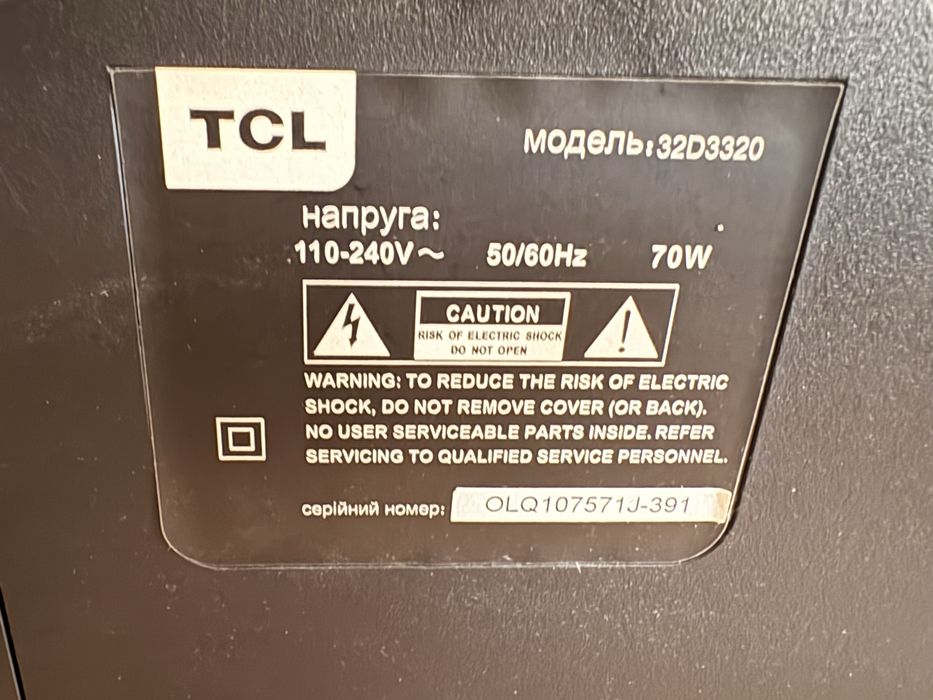 TCL
модель: 32D3320
напруга:
110-240V~ 50/60Hz 70W
CAUTION
RISK OF ELECTRIC SHOCK
DO NOT OPEN
WARNING: TO REDUCE THE RISK OF ELECTRIC
SHOCK, DO NOT REMOVE COVER (OR BACK).
NO USER SERVICEABLE PARTS INSIDE. REFER
SERVICING TO QUALIFIED SERVICE PERSONNEL.
серійний номер: OLQ107571J-391